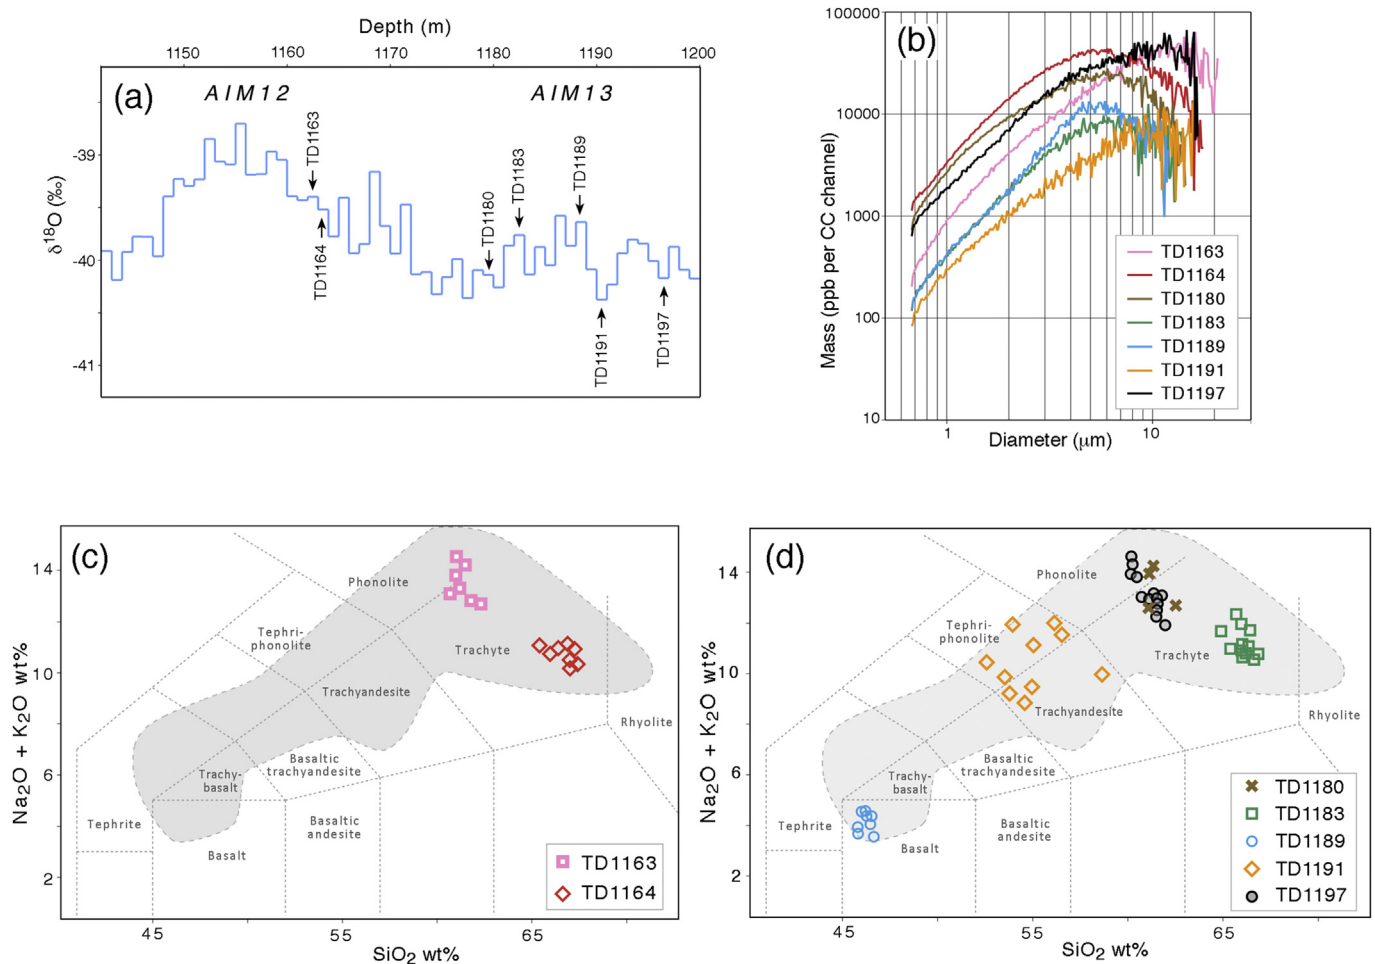 Depth (m)
1150 1160 1170 1180 1190 1200
(a)
AIM12
AIM13
TD1163
TD1164
TD1180
TD1183
TD1189
TD1191
TD1197
-39
-40
-41
δ18O (‰)
(b)
100000
10000
1000
100
10
Mass (ppb per CC channel)
TD1163
TD1164
TD1180
TD1183
TD1189
TD1191
TD1197
1 10
Diameter (μm)
(c)
14
10
6
2
Na2O + K2O wt%
Phonolite
Tephri-
phonolite
Trachyte
Trachyandesite
Rhyolite
Basaltic
trachyandesite
Trachy-
basalt
Tephrite
Basaltic
andesite
Basalt
TD1163
TD1164
45 55 65
SiO2 wt%
(d)
14
10
6
2
Na2O + K2O wt%
Phonolite
Tephri-
phonolite
Trachyte
Trachyandesite
Rhyolite
Basaltic
trachyandesite
Trachy-
basalt
Tephrite
Basaltic
andesite
Basalt
TD1180
TD1183
TD1189
TD1191
TD1197
45 55 65
SiO2 wt%